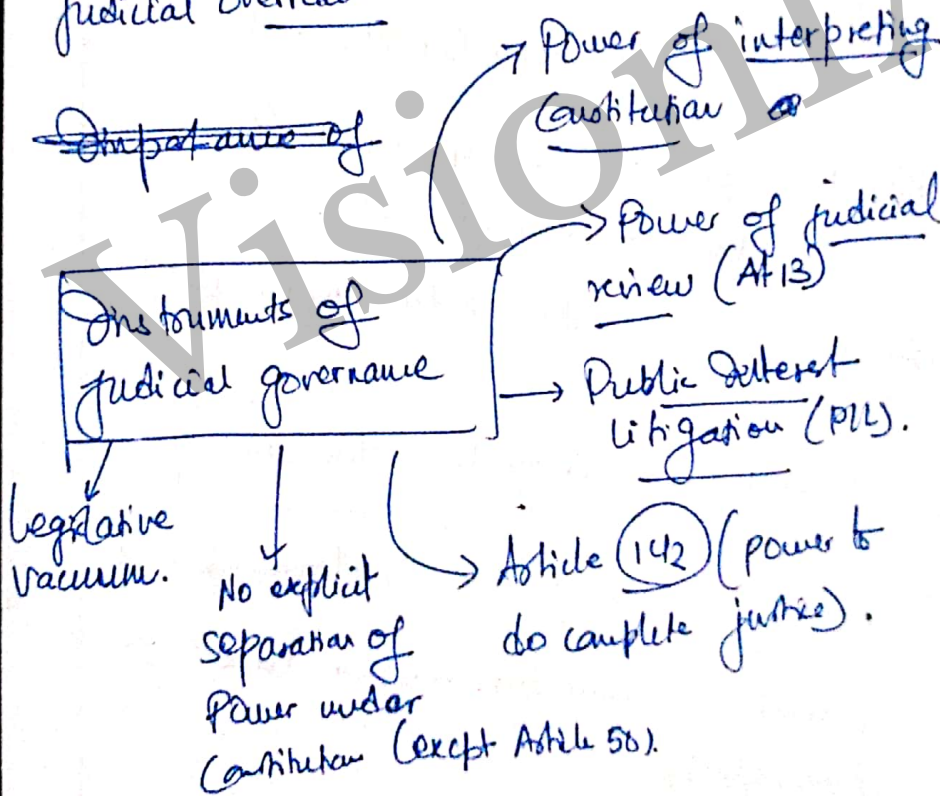 judicial
Power of interpreting
Constitution
Importance of
Power of judicial
review (Art 13)
Instruments of
judicial governance
Public Interest
litigation (PIL).
Legislative
vacuum.
No explicit
separation of
Power under
Constitution (except Article 50).
Article 142 (power to
do complete justice).
Vision